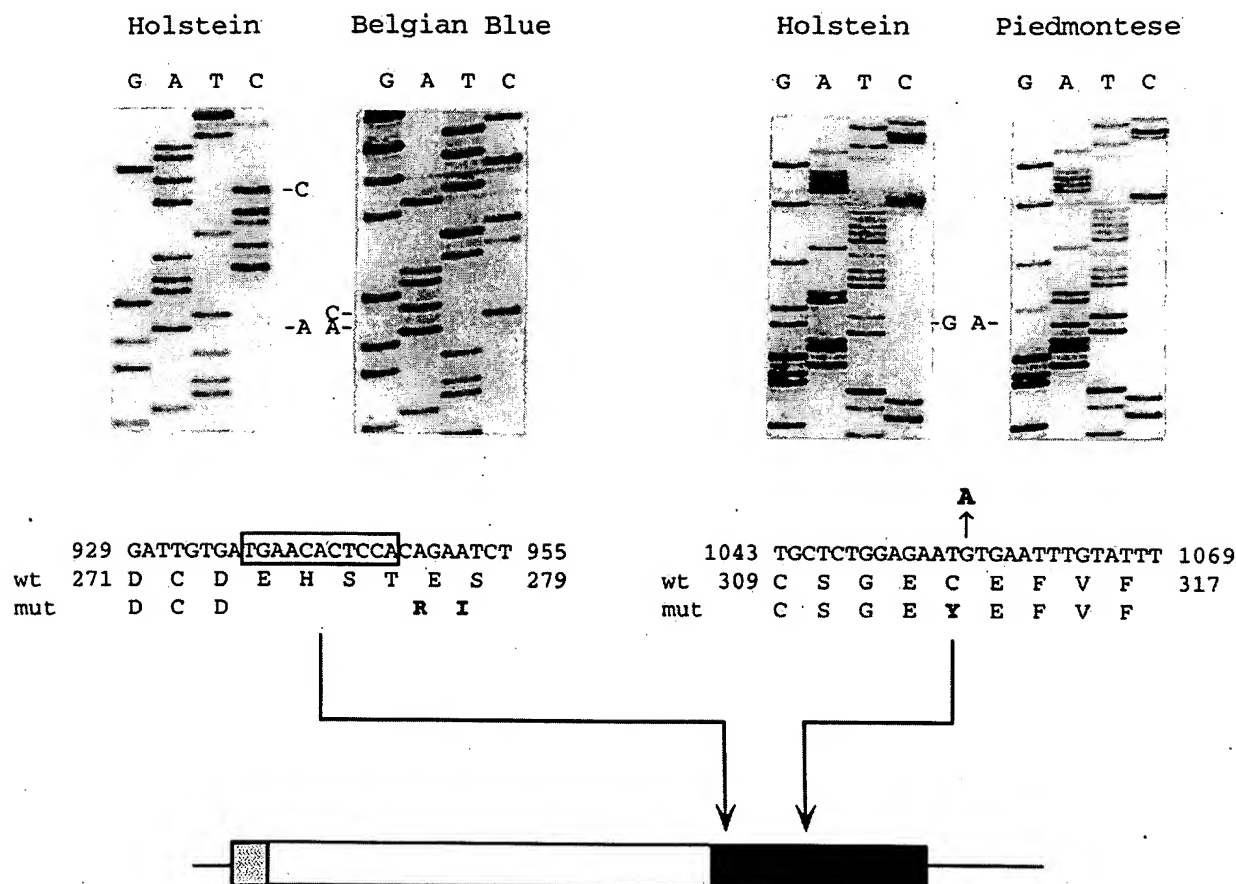 Holstein Belgian Blue Holstein Piedmontese
G A T C G A T C G A T C G A T C
-C
C-
-A A- -G A-
A
929 GATTGTGATGAACACTCCACAGAATCT 955 1043 TGCTCTGGAGAATGTGAATTTGTATTT 1069
wt 271 D C D E H S T E S 279 wt 309 C S G E C E F V F 317
mut D C D R I mut C S G E Y E F V F